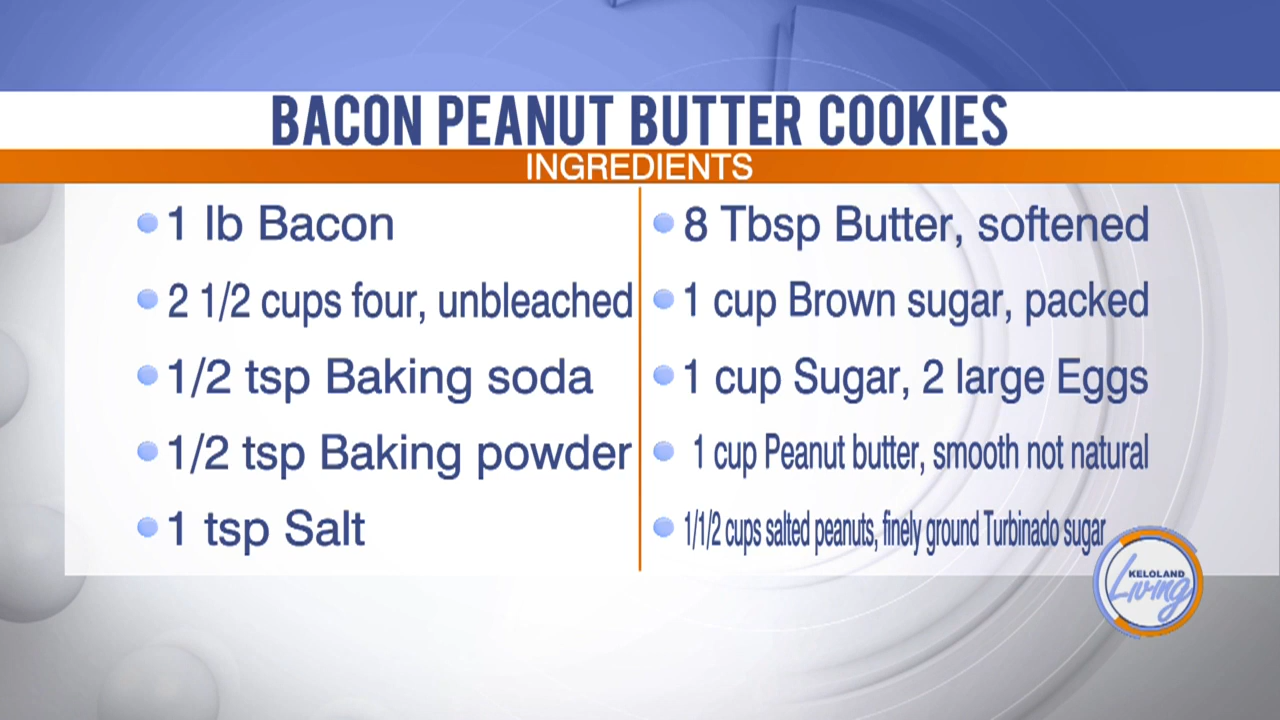 BACON PEANUT BUTTER COOKIES
INGREDIENTS
1 lb Bacon
2 1/2 cups four, unbleached
1/2 tsp Baking soda
1/2 tsp Baking powder
1 tsp Salt
8 Tbsp Butter, softened
1 cup Brown sugar, packed
1 cup Sugar, 2 large Eggs
1 cup Peanut butter, smooth not natural
1/1/2 cups salted peanuts, finely ground Turbinado sugar
KELOLAND
Living